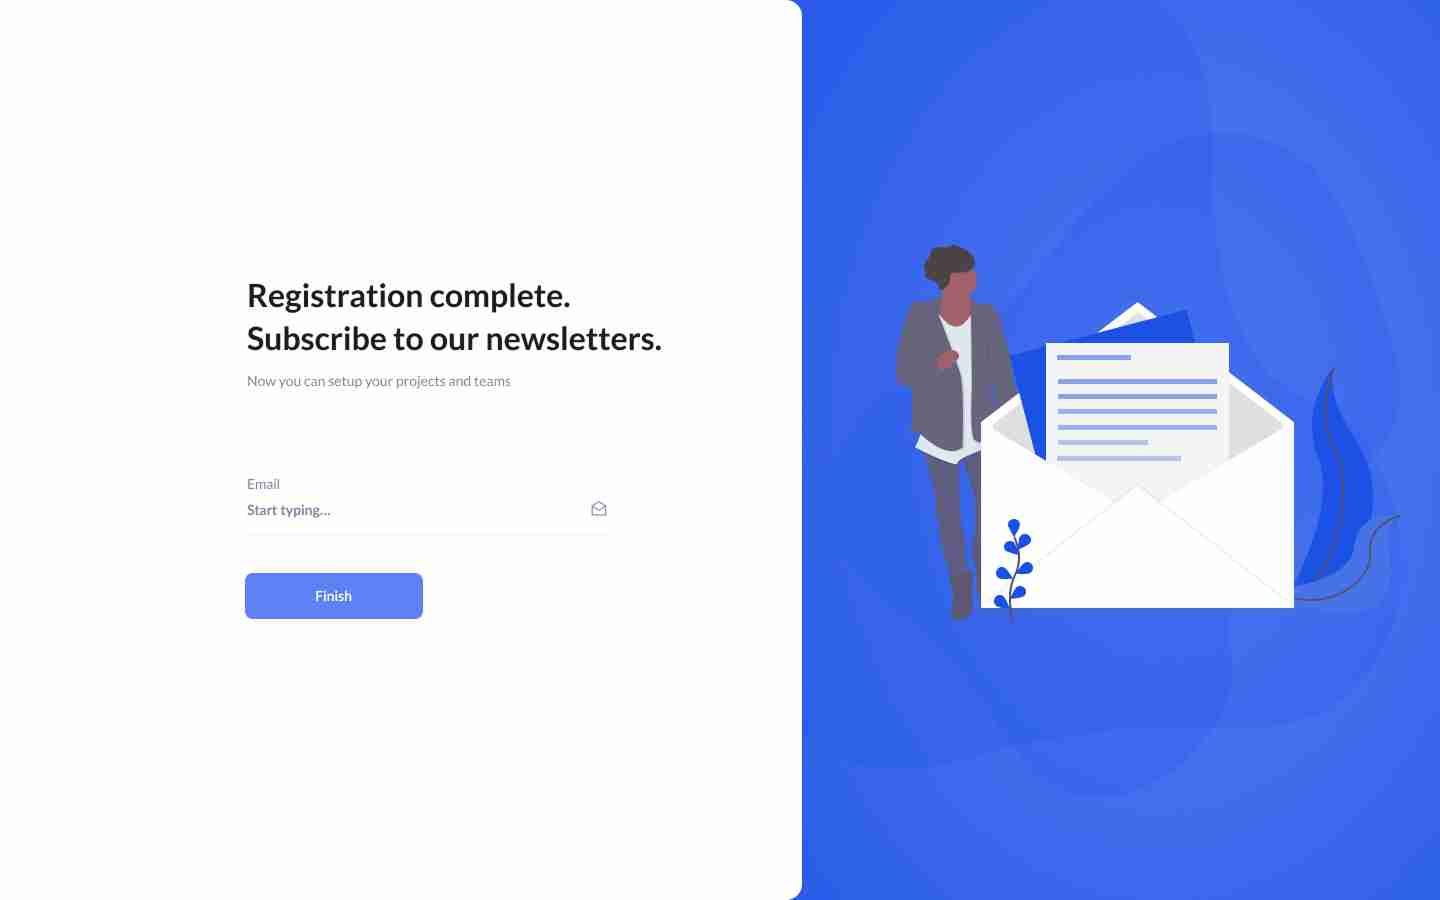 Registration complete.
Subscribe to our newsletters.
Now you can setup your projects and teams
Email
Start typing...
Finish